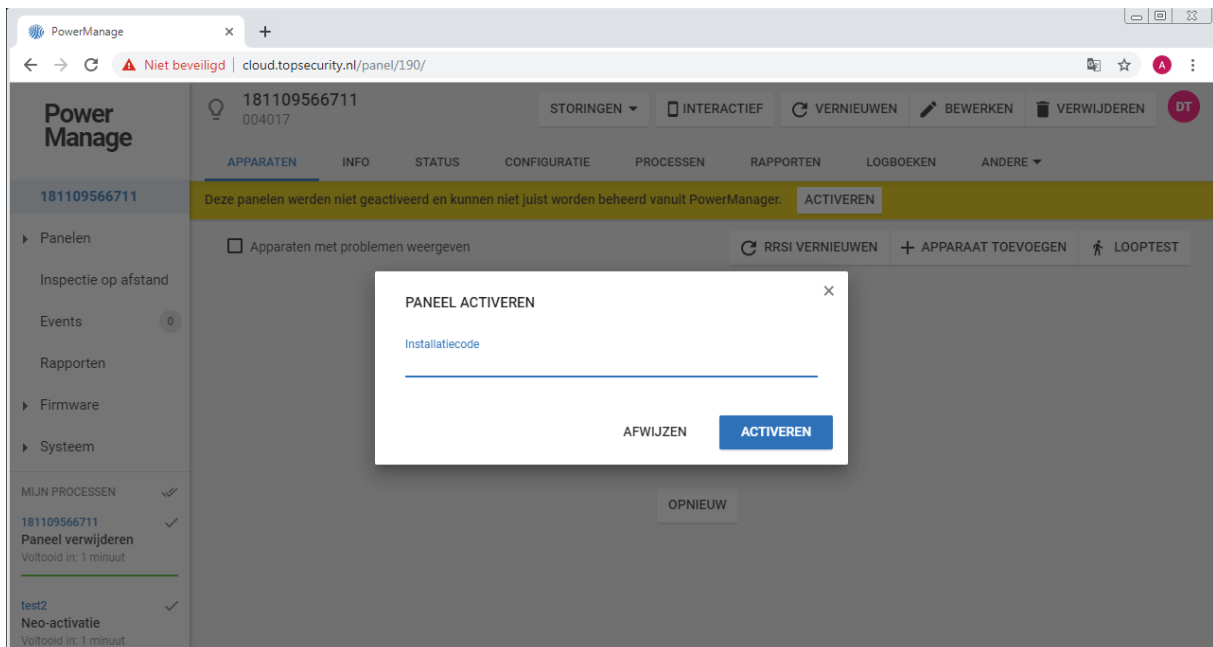 PowerManage
Niet beveiligd | cloud.topsecurity.nl/panel/190/
A
Power
Manage
181109566711
004017
STORINGEN
INTERACTIEF
VERNIEUWEN
BEWERKEN
VERWIJDEREN
DT
APPARATEN
INFO
STATUS
CONFIGURATIE
PROCESSEN
RAPPORTEN
LOGBOEKEN
ANDERE
181109566711
Deze panelen werden niet geactiveerd en kunnen niet juist worden beheerd vanuit PowerManager.
ACTIVEREN
Panelen
Inspectie op afstand
Events
0
Rapporten
Firmware
Systeem
Apparaten met problemen weergeven
RRSI VERNIEUWEN
APPARAAT TOEVOEGEN
LOOPTEST
PANEEL ACTIVEREN
Installatiecode
AFWIJZEN
ACTIVEREN
OPNIEUW
MIJN PROCESSEN
181109566711
Paneel verwijderen
Voltooid in: 1 minuut
test2
Neo-activatie
Voltooid in: 1 minuut